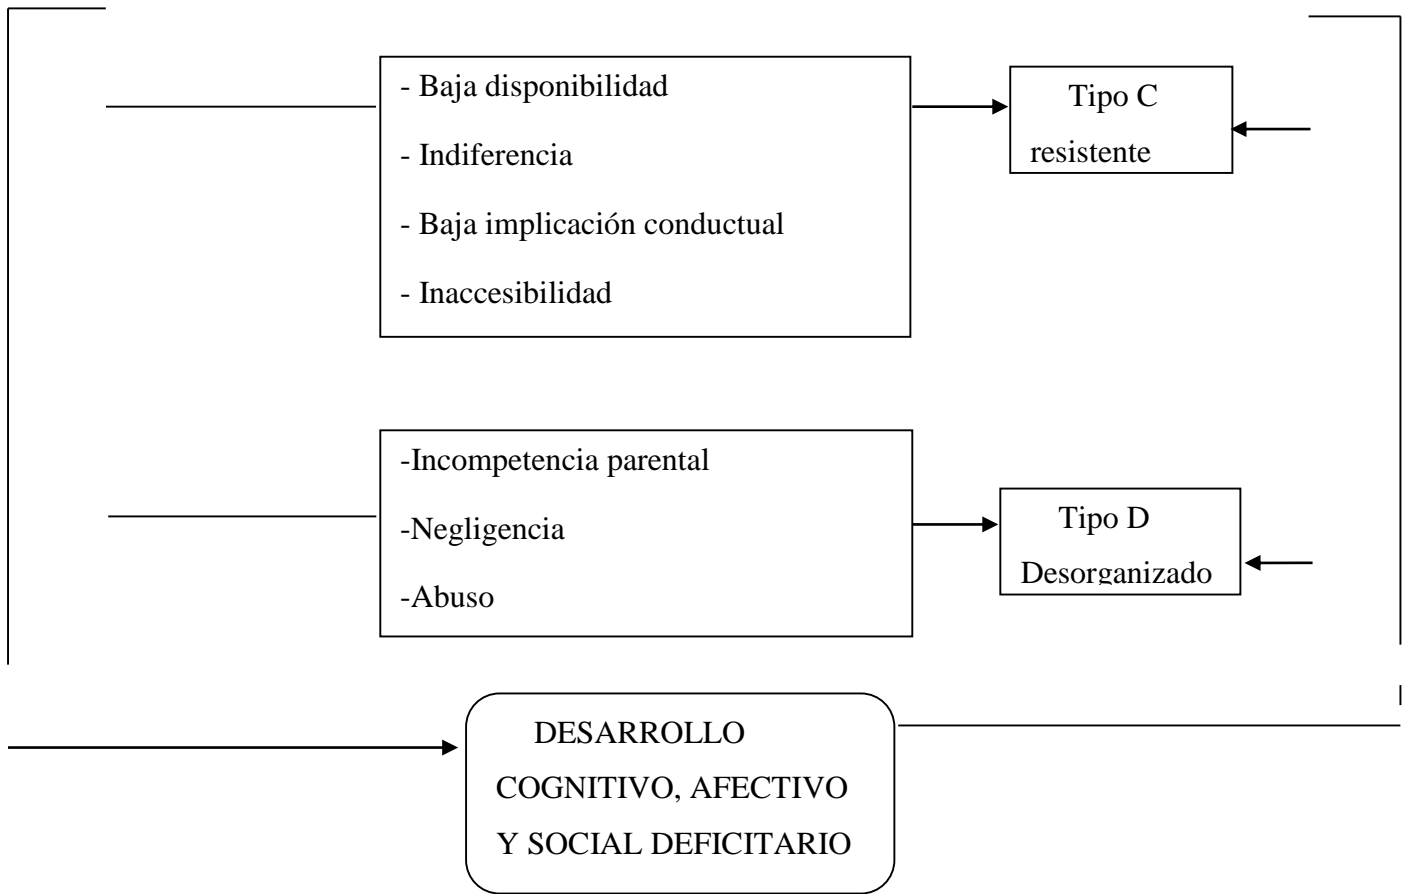 - Baja disponibilidad
- Indiferencia
- Baja implicación conductual
- Inaccesibilidad
Tipo C
resistente
-Incompetencia parental
-Negligencia
-Abuso
Tipo D
Desorganizado
DESARROLLO
COGNITIVO, AFECTIVO
Y SOCIAL DEFICITARIO